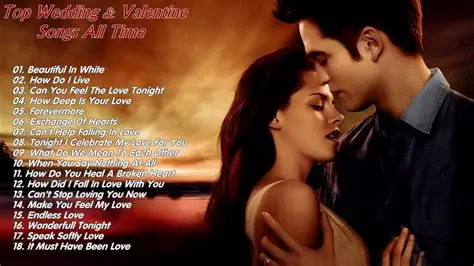 Top Wedding & Valentine
Songs All Time
01. Beautiful In White
02. How Do I Live
03. Can You Feel The Love Tonight
04. How Deep Is Your Love
05. Forevermore
06. Exchange Of Hearts
07. Can't Help Falling In Love
08. Tonight I Celebrate My Love For You
09. What Do We Mean To Each Other
10. When You Say Nothing At All
11. How Do You Heal A Broken Heart
12. How Did I Fall In Love With You
13. Can't Stop Loving You Now
14. Make You Feel My Love
15. Endless Love
16. Wonderfull Tonight
17. Speak Softly Love
18. It Must Have Been Love